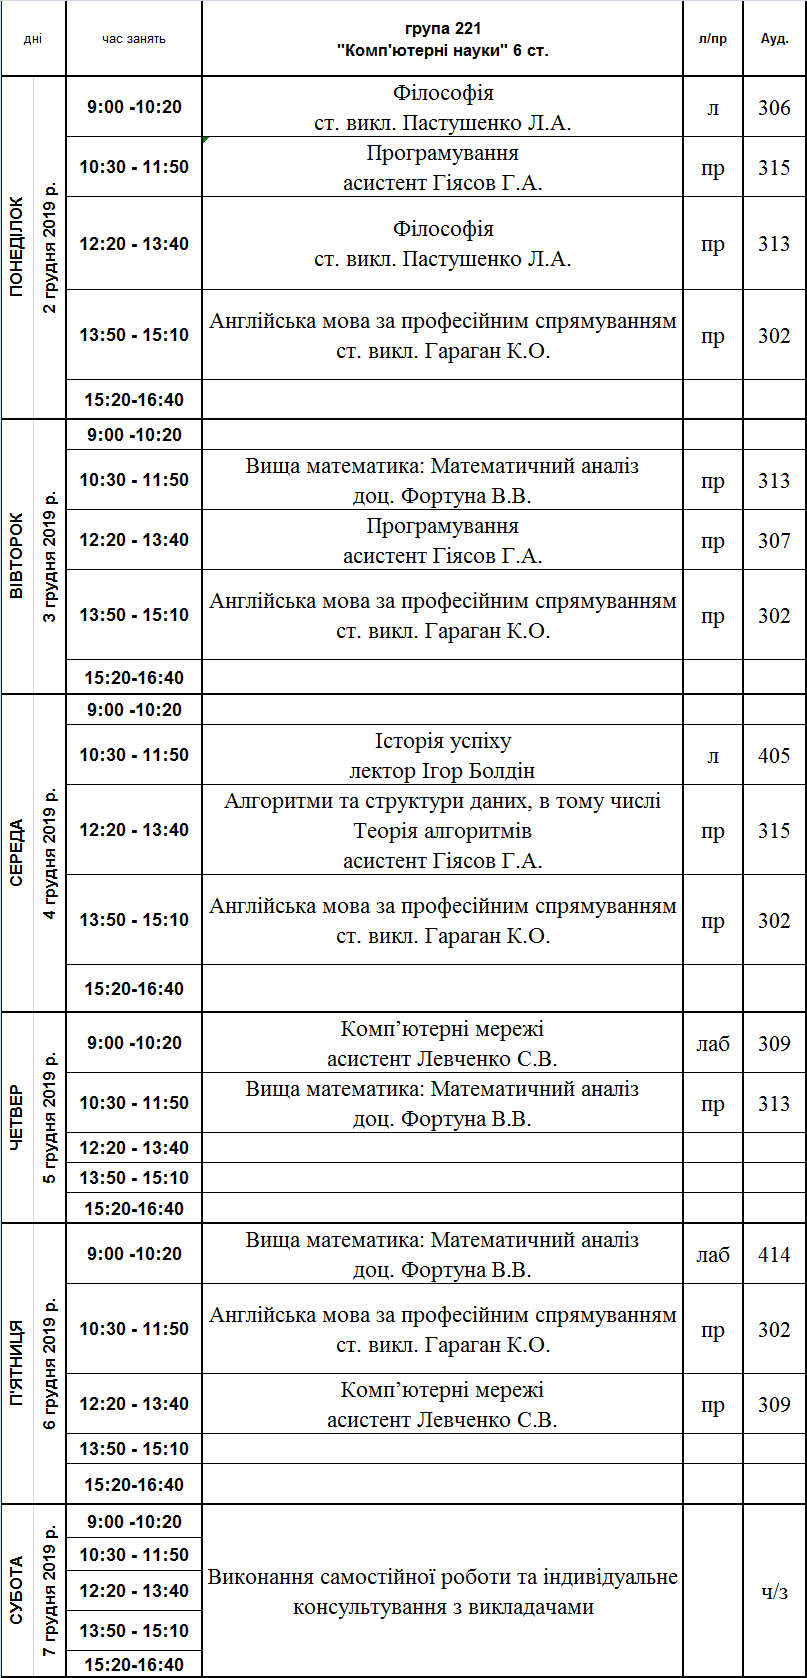 дні
час занять
група 221
"Комп'ютерні науки" 6 ст.
л/пр
Ауд.
ПОНЕДІЛОК
2 грудня 2019 р.
9:00 -10:20
Філософія
ст. викл. Пастушенко Л.А.
л
306
10:30 - 11:50
Програмування
асистент Гіясов Г.А.
пр
315
12:20 - 13:40
Філософія
ст. викл. Пастушенко Л.А.
пр
313
13:50 - 15:10
Англійська мова за професійним спрямуванням
ст. викл. Гараган К.О.
пр
302
15:20-16:40
ВІВТОРОК
3 грудня 2019 р.
9:00 -10:20
10:30 - 11:50
Вища математика: Математичний аналіз
доц. Фортуна В.В.
пр
313
12:20 - 13:40
Програмування
асистент Гіясов Г.А.
пр
307
13:50 - 15:10
Англійська мова за професійним спрямуванням
ст. викл. Гараган К.О.
пр
302
15:20-16:40
СЕРЕДА
4 грудня 2019 р.
9:00 -10:20
10:30 - 11:50
Історія успіху
лектор Ігор Болдін
л
405
12:20 - 13:40
Алгоритми та структури даних, в тому числі
Теорія алгоритмів
асистент Гіясов Г.А.
пр
315
13:50 - 15:10
Англійська мова за професійним спрямуванням
ст. викл. Гараган К.О.
пр
302
15:20-16:40
ЧЕТВЕР
5 грудня 2019 р.
9:00 -10:20
Комп’ютерні мережі
асистент Левченко С.В.
лаб
309
10:30 - 11:50
Вища математика: Математичний аналіз
доц. Фортуна В.В.
пр
313
12:20 - 13:40
13:50 - 15:10
15:20-16:40
П'ЯТНИЦЯ
6 грудня 2019 р.
9:00 -10:20
Вища математика: Математичний аналіз
доц. Фортуна В.В.
лаб
414
10:30 - 11:50
Англійська мова за професійним спрямуванням
ст. викл. Гараган К.О.
пр
302
12:20 - 13:40
Комп’ютерні мережі
асистент Левченко С.В.
пр
309
13:50 - 15:10
15:20-16:40
СУБОТА
7 грудня 2019 р.
9:00 -10:20
10:30 - 11:50
12:20 - 13:40
13:50 - 15:10
15:20-16:40
Виконання самостійної роботи та індивідуальне
консультування з викладачами
ч/з